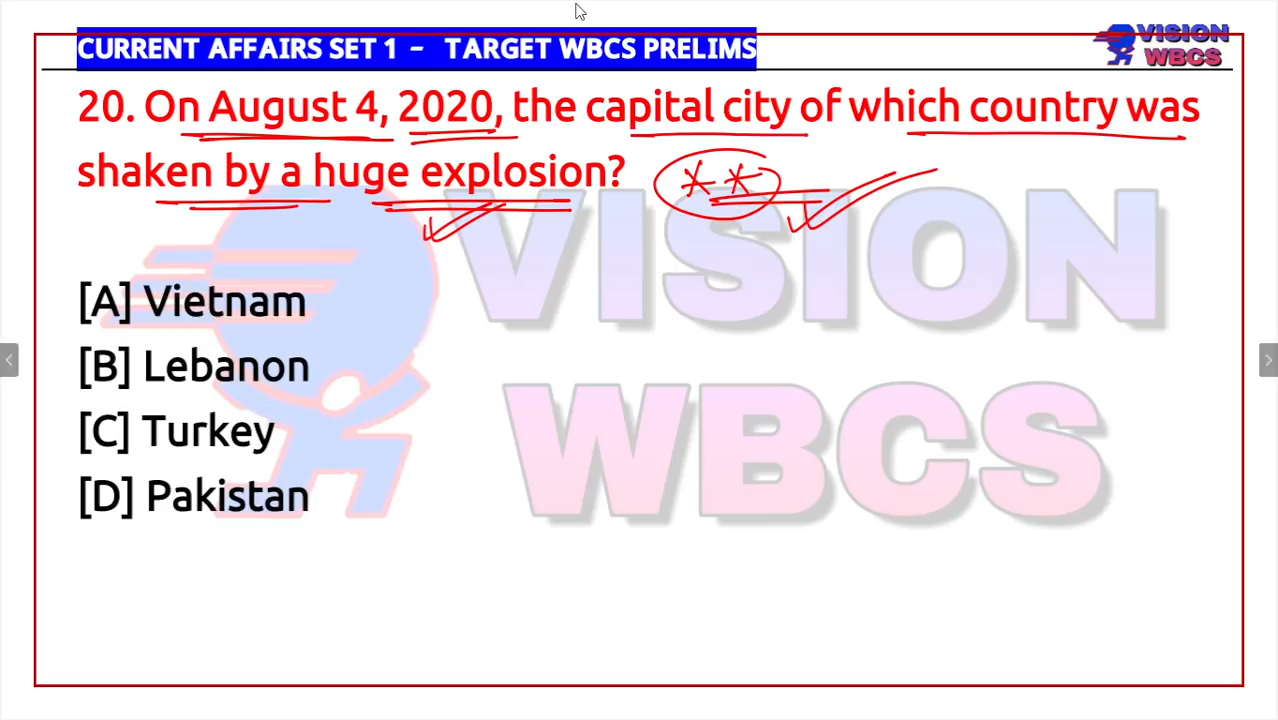 CURRENT AFFAIRS SET 1 – TARGET WBCS PRELIMS
VISION
WBCS
20. On August 4, 2020, the capital city of which country was
shaken by a huge explosion?
[A] Vietnam
[B] Lebanon
[C] Turkey
[D] Pakistan
VISION
WBCS